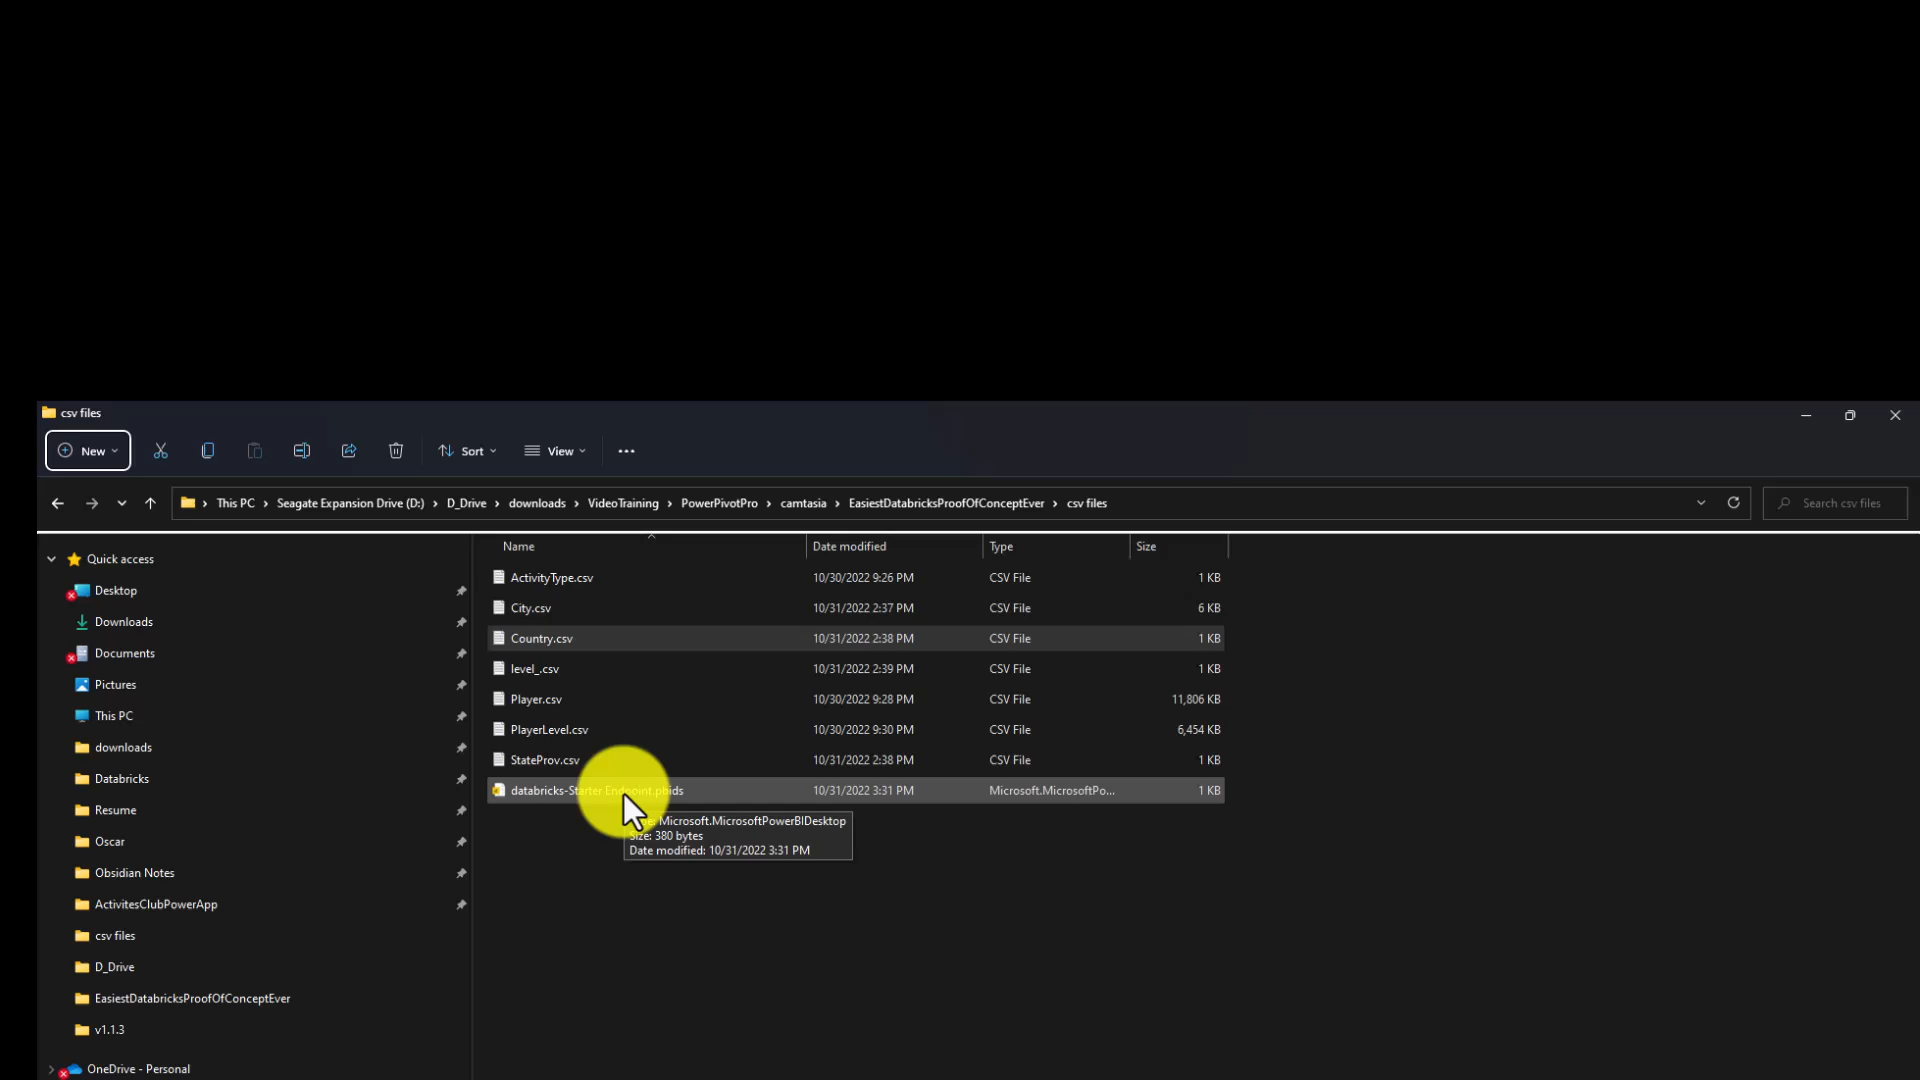 csv files
New
Sort
View
This PC > Seagate Expansion Drive (D:) > D_Drive > downloads > VideoTraining > PowerPivotPro > camtasia > EasiestDatabricksProofOfConceptEver > csv files
Search csv files
Quick access
Desktop
Downloads
Documents
Pictures
This PC
downloads
Databricks
Resume
Oscar
Obsidian Notes
ActivitesClubPowerApp
csv files
D_Drive
EasiestDatabricksProofOfConceptEver
v1.1.3
OneDrive - Personal
Name Date modified Type Size
ActivityType.csv 10/30/2022 9:26 PM CSV File 1 KB
City.csv 10/31/2022 2:37 PM CSV File 6 KB
Country.csv 10/31/2022 2:38 PM CSV File 1 KB
level_.csv 10/31/2022 2:39 PM CSV File 1 KB
Player.csv 10/30/2022 9:28 PM CSV File 11,806 KB
PlayerLevel.csv 10/30/2022 9:30 PM CSV File 6,454 KB
StateProv.csv 10/31/2022 2:38 PM CSV File 1 KB
databricks-Starter Endpoint.pbids 10/31/2022 3:31 PM Microsoft.MicrosoftPo... 1 KB
Microsoft.MicrosoftPowerBIDesktop
Size: 380 bytes
Date modified: 10/31/2022 3:31 PM